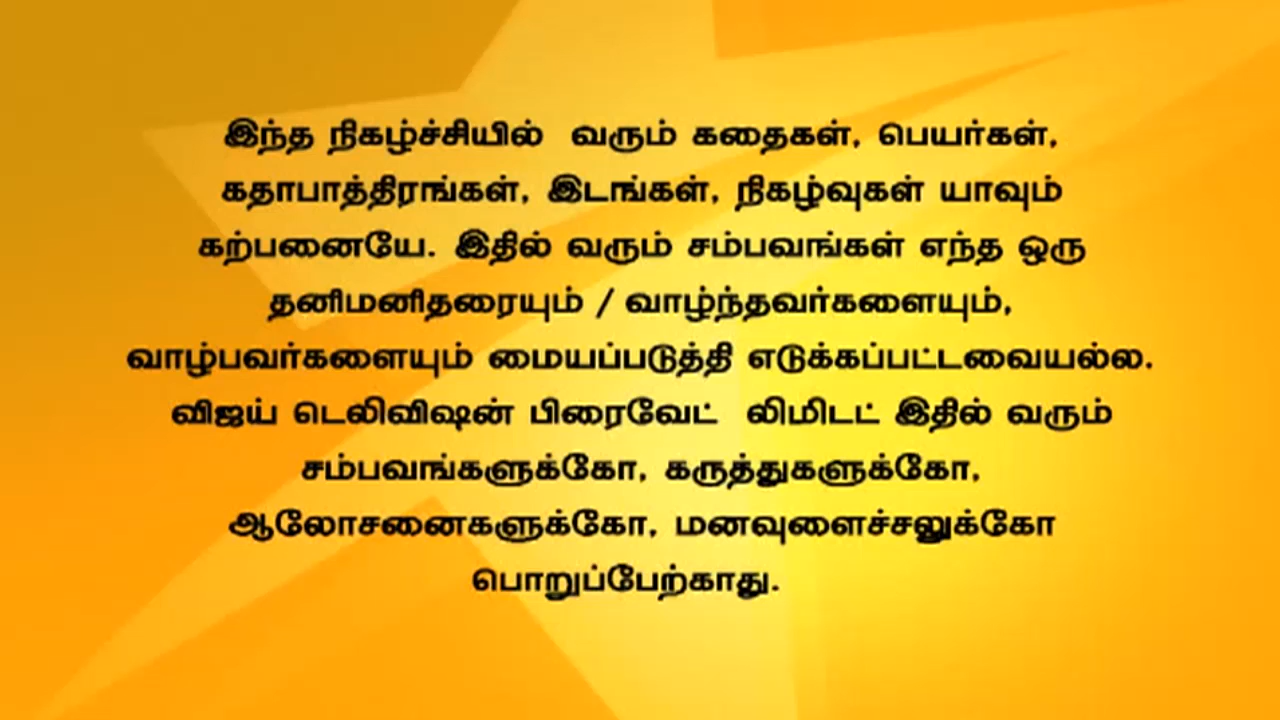 இந்த நிகழ்ச்சியில் வரும் கதைகள், பெயர்கள்,
கதாபாத்திரங்கள், இடங்கள், நிகழ்வுகள் யாவும்
கற்பனையே. இதில் வரும் சம்பவங்கள் எந்த ஒரு
தனிமனிதரையும் / வாழ்ந்தவர்களையும்,
வாழ்பவர்களையும் மையப்படுத்தி எடுக்கப்பட்டவையல்ல.
விஜய் டெலிவிஷன் பிரைவேட் லிமிடட் இதில் வரும்
சம்பவங்களுக்கோ, கருத்துகளுக்கோ,
ஆலோசனைகளுக்கோ, மனவுளைச்சலுக்கோ
பொறுப்பேற்காது.